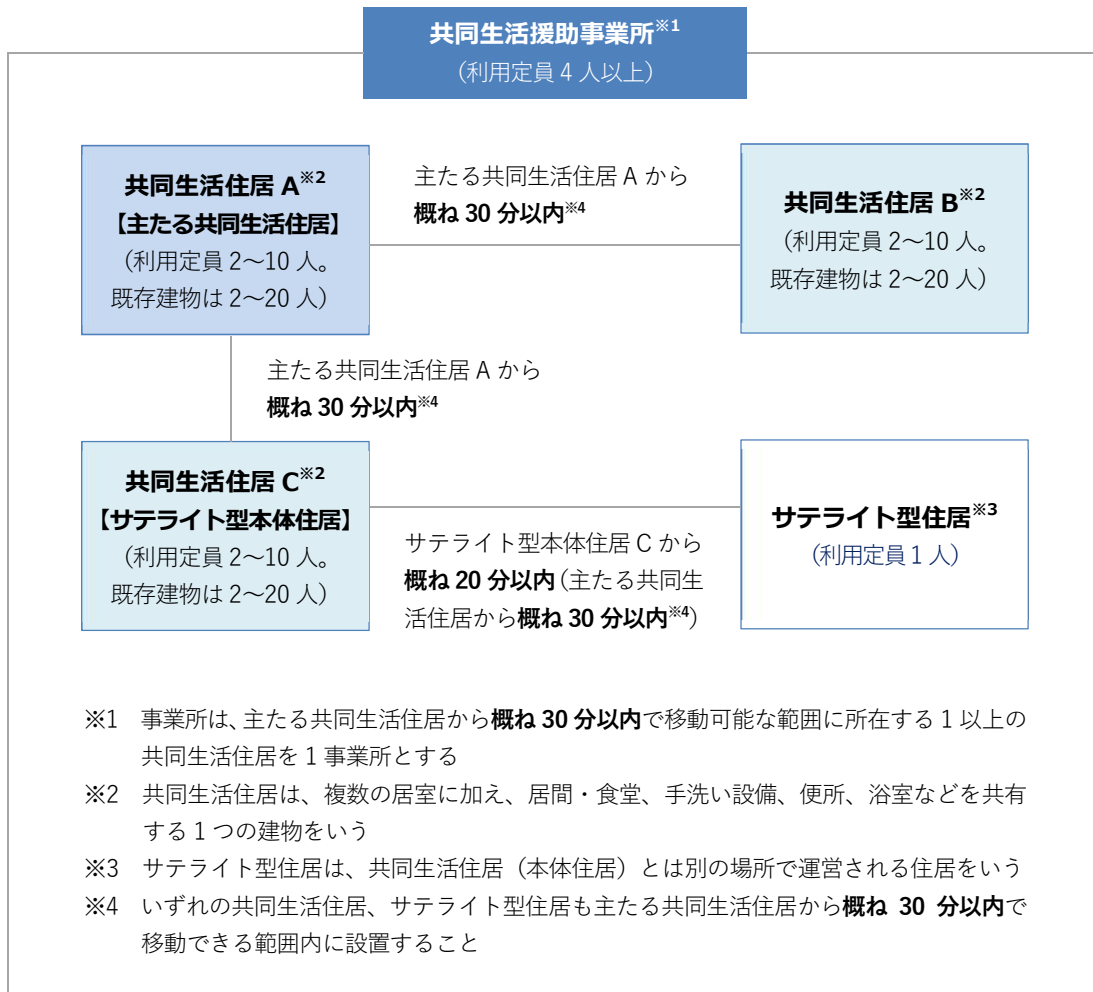 共同生活援助事業所※1
（利用定員 4 人以上）
共同生活住居 A※2
【主たる共同生活住居】
（利用定員 2～10 人。
既存建物は 2～20 人）
主たる共同生活住居 A から
概ね 30 分以内※4
共同生活住居 B※2
（利用定員 2～10 人。
既存建物は 2～20 人）
主たる共同生活住居 A から
概ね 30 分以内※4
共同生活住居 C※2
【サテライト型本体住居】
（利用定員 2～10 人。
既存建物は 2～20 人）
サテライト型本体住居 C から
概ね 20 分以内（主たる共同生
活住居から概ね 30 分以内※4）
サテライト型住居※3
（利用定員 1 人）
※1 事業所は、主たる共同生活住居から概ね 30 分以内で移動可能な範囲に所在する 1 以上の
共同生活住居を 1 事業所とする
※2 共同生活住居は、複数の居室に加え、居間・食堂、手洗い設備、便所、浴室などを共有
する 1 つの建物をいう
※3 サテライト型住居は、共同生活住居（本体住居）とは別の場所で運営される住居をいう
※4 いずれの共同生活住居、サテライト型住居も主たる共同生活住居から概ね 30 分以内で
移動できる範囲内に設置すること